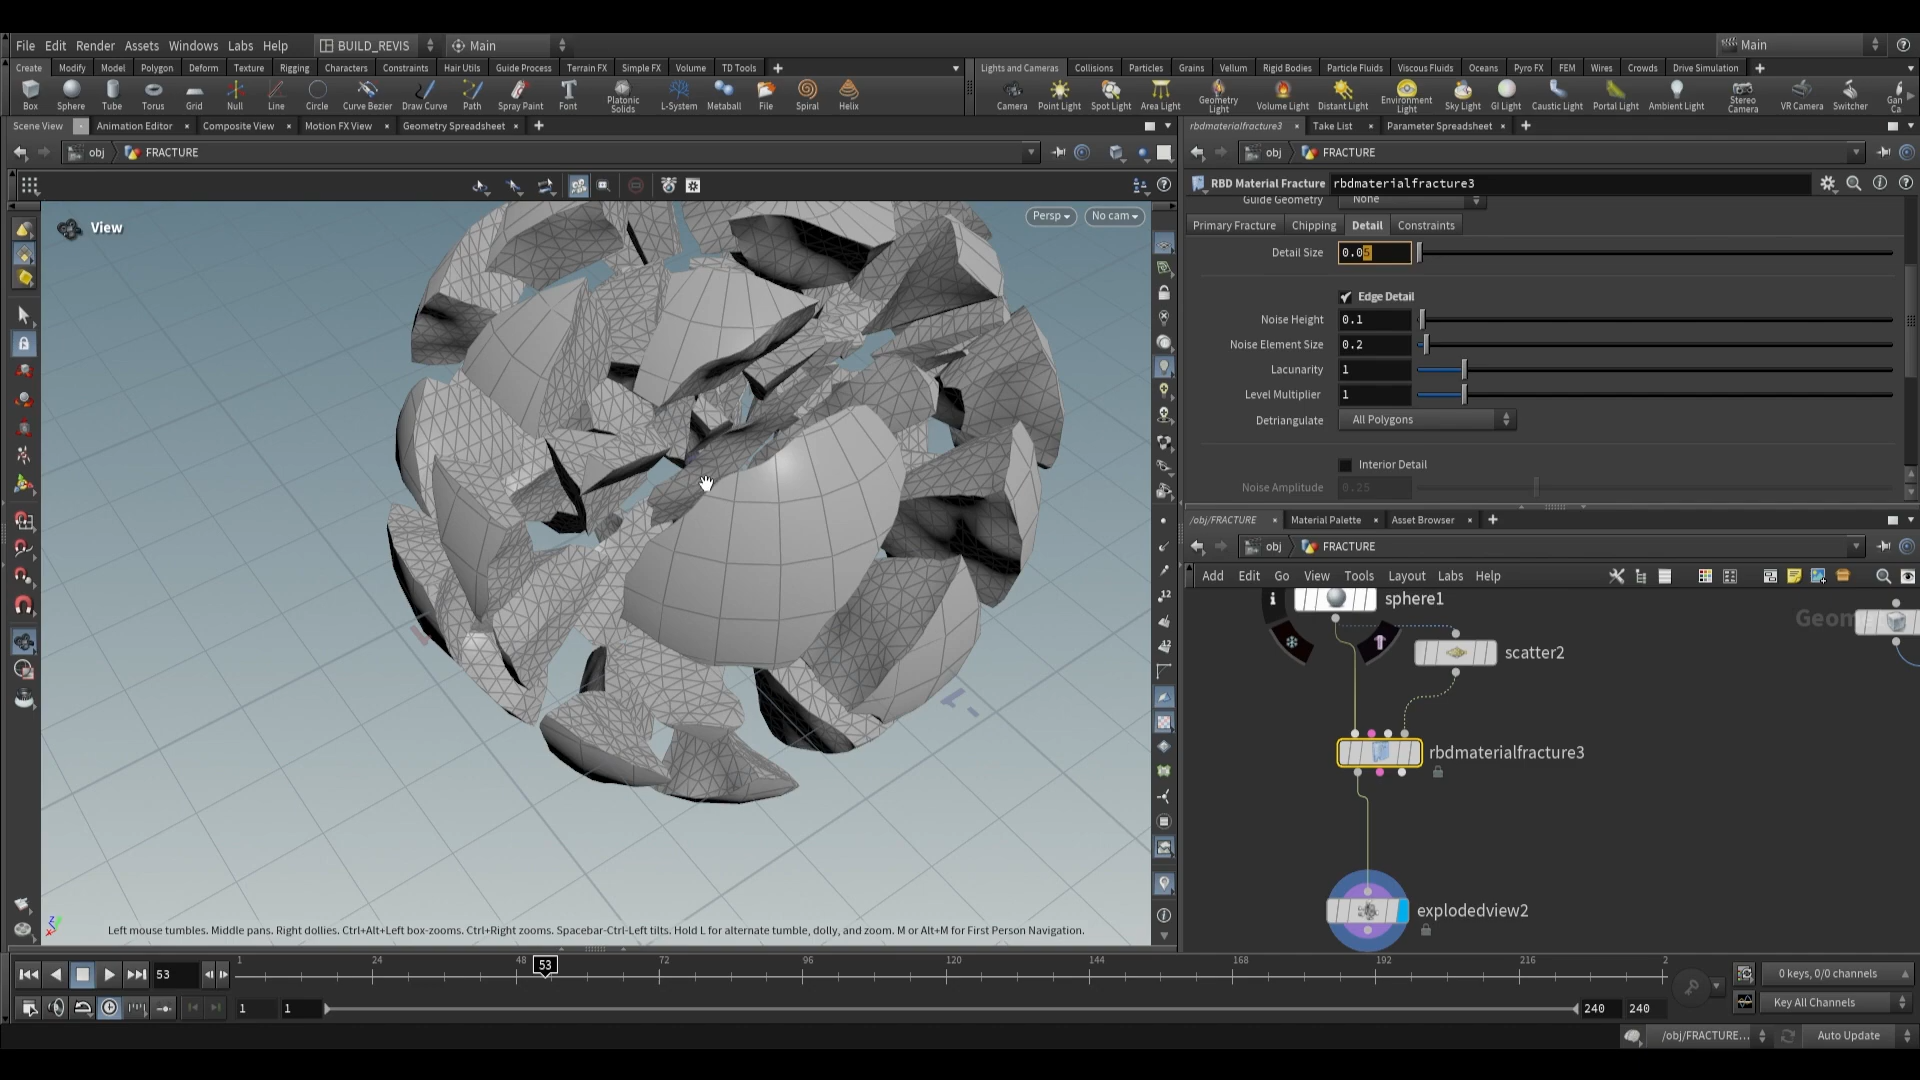 File Edit Render Assets Windows Labs Help BUILD_REVIS Main Main
Create Modify Model Polygon Deform Texture Rigging Characters Constraints Hair Utils Guide Process Terrain FX Simple FX Volume TD Tools
Lights and Cameras Collisions Particles Grains Vellum Rigid Bodies Particle Fluids Viscous Fluids Oceans Pyro FX FEM Wires Crowds Drive Simulation
Box Sphere Tube Torus Grid Null Line Circle Curve Bezier Draw Curve Path Spray Paint Font Platonic Solids L-System Metaball File Spiral Helix
Camera Point Light Spot Light Area Light Geometry Light Volume Light Distant Light Environment Light Sky Light GI Light Caustic Light Portal Light Ambient Light Stereo Camera VR Camera Switcher Gan Ca
Scene View Animation Editor Composite View Motion FX View Geometry Spreadsheet
rbdmaterialfracture3 Take List Parameter Spreadsheet
obj FRACTURE
obj FRACTURE
RBD Material Fracture rbdmaterialfracture3
Guide Geometry None
View Persp No cam
Primary Fracture Chipping Detail Constraints
Detail Size 0.05
Edge Detail
Noise Height 0.1
Noise Element Size 0.2
Lacunarity 1
Level Multiplier 1
Detriangulate All Polygons
Interior Detail
Noise Amplitude 0.25
/obj/FRACTURE Material Palette Asset Browser
obj FRACTURE
Add Edit Go View Tools Layout Labs Help
sphere1
Geom
scatter2
rbdmaterialfracture3
explodedview2
Left mouse tumbles. Middle pans. Right dollies. Ctrl+Alt+Left box-zooms. Ctrl+Right zooms. Spacebar-Ctrl-Left tilts. Hold L for alternate tumble, dolly, and zoom. M or Alt+M for First Person Navigation.
53 1 24 48 53 72 96 120 144 168 192 216 2
0 keys, 0/0 channels
1 1 240 240
Key All Channels
/obj/FRACTURE... Auto Update